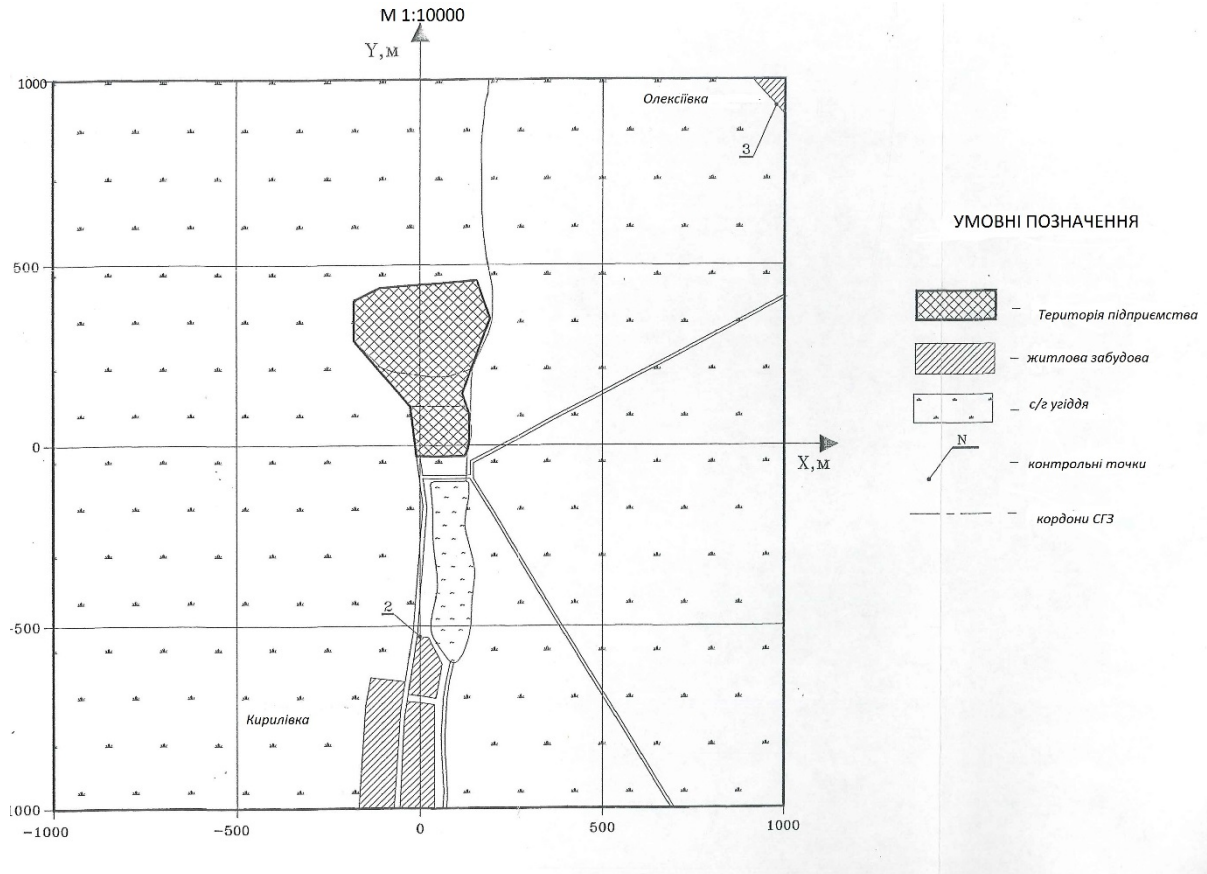 М 1:10000
Y,м
1000
Олексіївка
3
УМОВНІ ПОЗНАЧЕННЯ
500
Територія підприємства
житлова забудова
с/г угіддя
0
X,м
N
контрольні точки
кордони СГЗ
-500
2
Кирилівка
1000
-1000
-500
0
500
1000